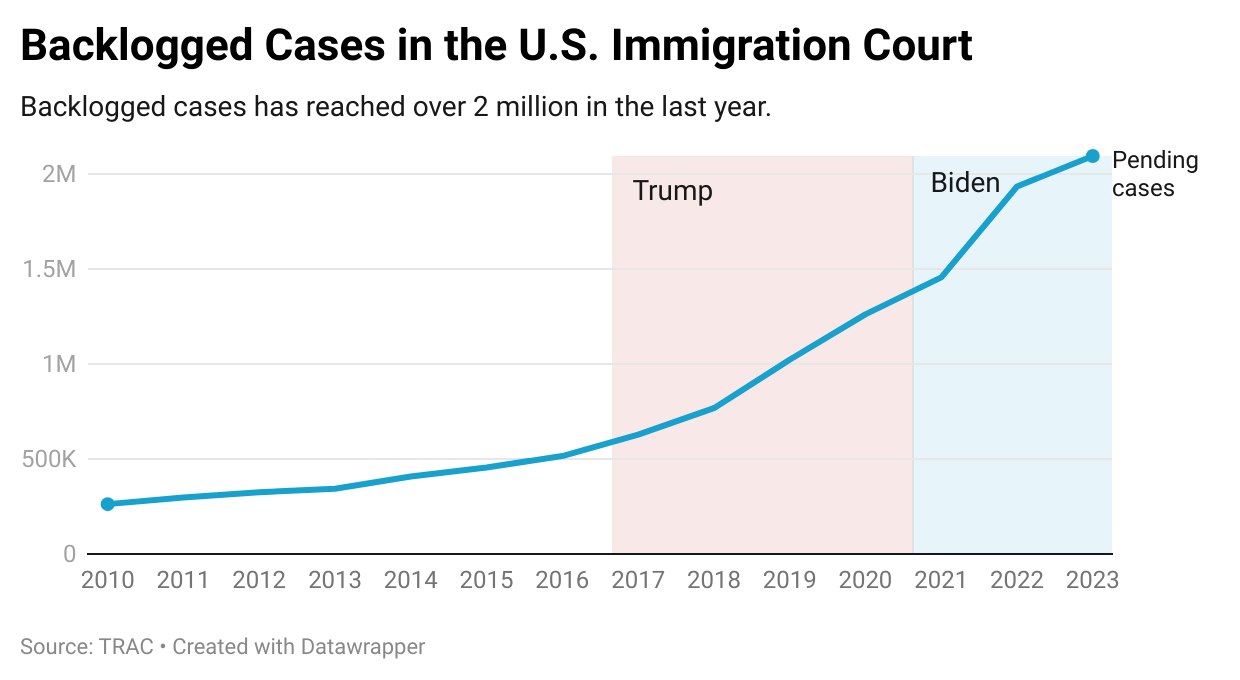 Backlogged Cases in the U.S. Immigration Court
Backlogged cases has reached over 2 million in the last year.
2M
1.5M
1M
500K
0
Trump
Biden
Pending
cases
2010 2011 2012 2013 2014 2015 2016 2017 2018 2019 2020 2021 2022 2023
Source: TRAC • Created with Datawrapper